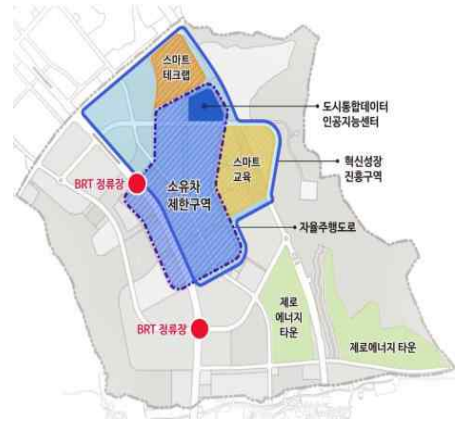 스마트
테크랩
도시통합데이터
인공지능센터
스마트
교육
혁신성장
진흥구역
BRT 정류장
소유차
제한구역
자율주행도로
제로
에너지
타운
BRT 정류장
제로에너지 타운